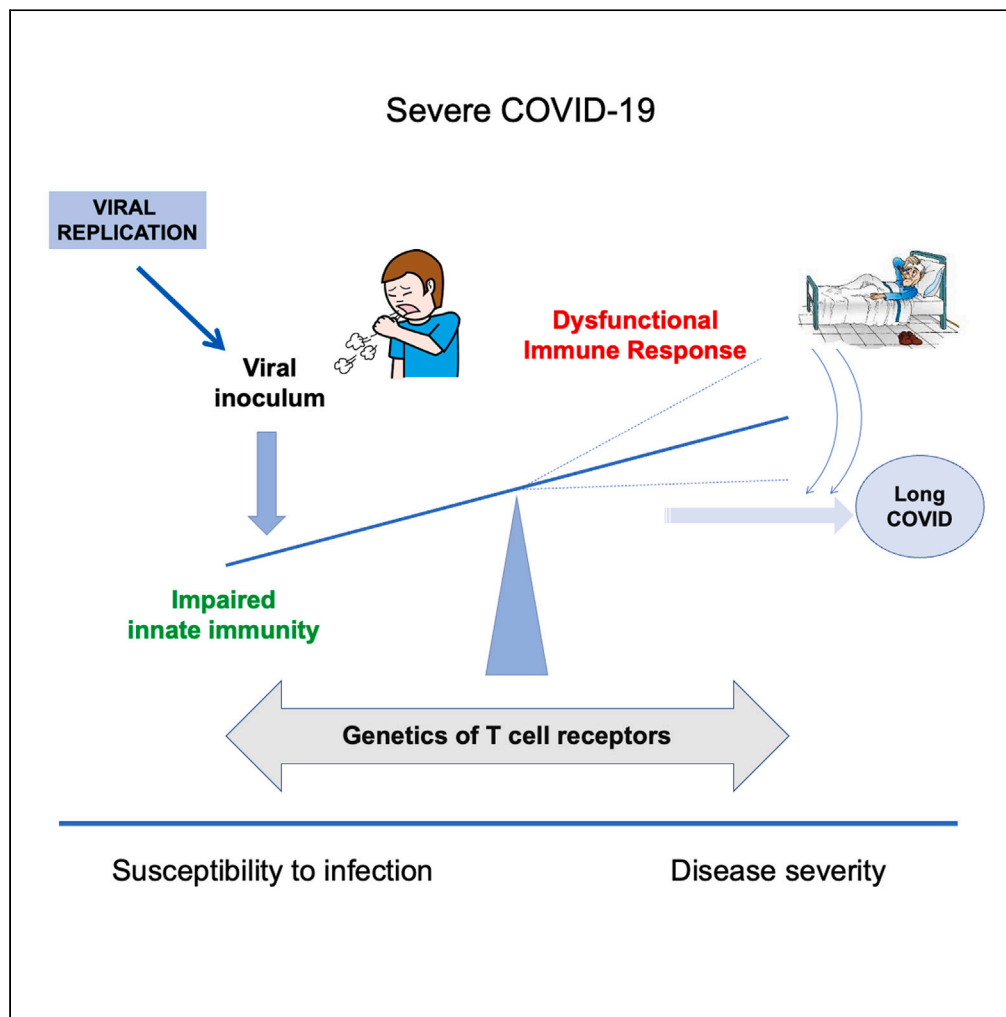 Severe COVID-19
VIRAL
REPLICATION
Viral
inoculum
Dysfunctional
Immune Response
Long
COVID
Impaired
innate immunity
Genetics of T cell receptors
Susceptibility to infection
Disease severity